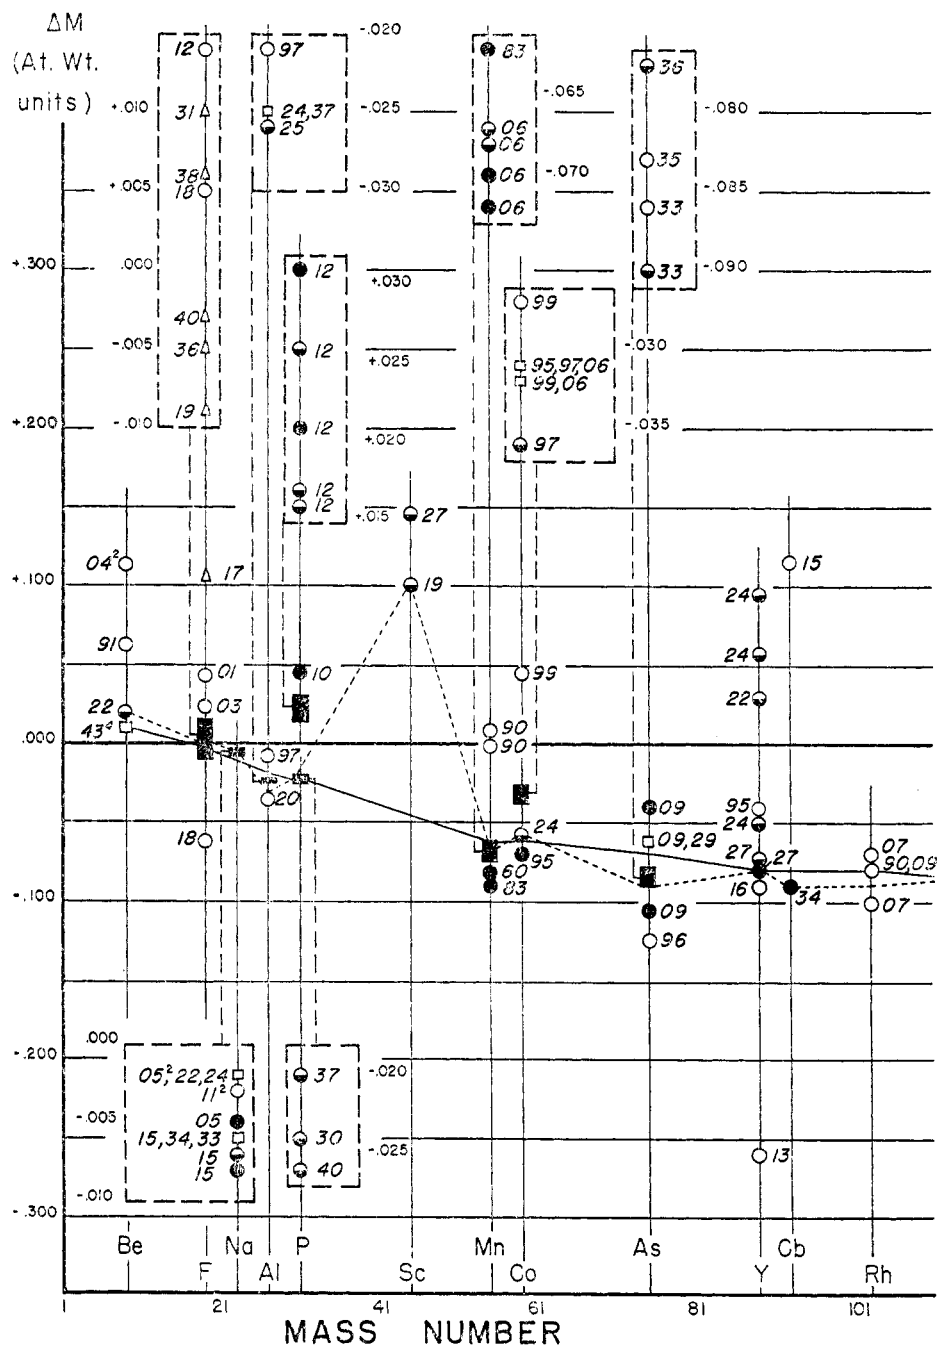 ΔM
(At. Wt.
units)
-.020
12 97 83 36
-.065
+.010 31 24,37 -.025 -.080
25 06
06
38 35
18 06 -.070
+.005 -.030 06 33 -.085
+.300 .000 12 +.030 33 -.090
99
40
-.005 36 12 +.025 95,97,06 -.030
99,06
19
+.200 -.010 12 +.020 97 -.035
12
12
+.015 27
04² 15
+.100 17 19 24
91 24
01 10 99
22 03 22
43⁴ 90
.000 97 90
20 09 95
24 24
18 09,29 27 27 07
95 90,09
60 16 34
-.100 83 09 07
96
.000
-.200 05²,22,24 37 -.020
11²
-.003 05
15,34,33 30 -.025
15 13
15 40
-.010
-.300
Be Na P Mn As Cb
F Al Sc Co Y Rh
1 21 41 61 81 101
MASS NUMBER